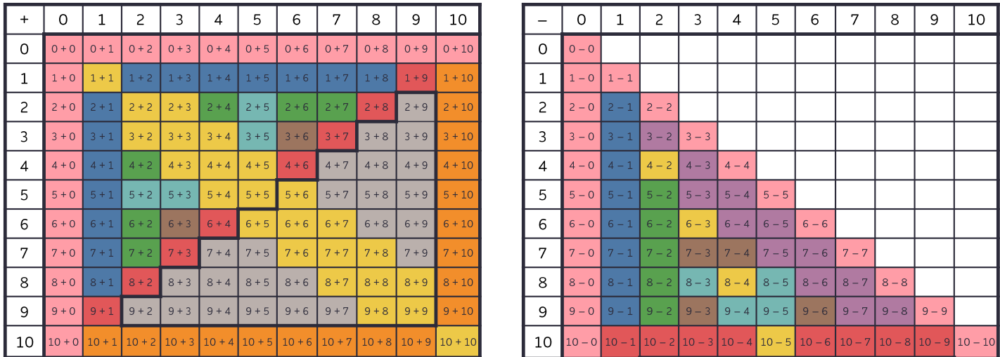 + 0 1 2 3 4 5 6 7 8 9 10
0 0 + 0 0 + 1 0 + 2 0 + 3 0 + 4 0 + 5 0 + 6 0 + 7 0 + 8 0 + 9 0 + 10
1 1 + 0 1 + 1 1 + 2 1 + 3 1 + 4 1 + 5 1 + 6 1 + 7 1 + 8 1 + 9 1 + 10
2 2 + 0 2 + 1 2 + 2 2 + 3 2 + 4 2 + 5 2 + 6 2 + 7 2 + 8 2 + 9 2 + 10
3 3 + 0 3 + 1 3 + 2 3 + 3 3 + 4 3 + 5 3 + 6 3 + 7 3 + 8 3 + 9 3 + 10
4 4 + 0 4 + 1 4 + 2 4 + 3 4 + 4 4 + 5 4 + 6 4 + 7 4 + 8 4 + 9 4 + 10
5 5 + 0 5 + 1 5 + 2 5 + 3 5 + 4 5 + 5 5 + 6 5 + 7 5 + 8 5 + 9 5 + 10
6 6 + 0 6 + 1 6 + 2 6 + 3 6 + 4 6 + 5 6 + 6 6 + 7 6 + 8 6 + 9 6 + 10
7 7 + 0 7 + 1 7 + 2 7 + 3 7 + 4 7 + 5 7 + 6 7 + 7 7 + 8 7 + 9 7 + 10
8 8 + 0 8 + 1 8 + 2 8 + 3 8 + 4 8 + 5 8 + 6 8 + 7 8 + 8 8 + 9 8 + 10
9 9 + 0 9 + 1 9 + 2 9 + 3 9 + 4 9 + 5 9 + 6 9 + 7 9 + 8 9 + 9 9 + 10
10 10 + 0 10 + 1 10 + 2 10 + 3 10 + 4 10 + 5 10 + 6 10 + 7 10 + 8 10 + 9 10 + 10
− 0 1 2 3 4 5 6 7 8 9 10
0 0 − 0
1 1 − 0 1 − 1
2 2 − 0 2 − 1 2 − 2
3 3 − 0 3 − 1 3 − 2 3 − 3
4 4 − 0 4 − 1 4 − 2 4 − 3 4 − 4
5 5 − 0 5 − 1 5 − 2 5 − 3 5 − 4 5 − 5
6 6 − 0 6 − 1 6 − 2 6 − 3 6 − 4 6 − 5 6 − 6
7 7 − 0 7 − 1 7 − 2 7 − 3 7 − 4 7 − 5 7 − 6 7 − 7
8 8 − 0 8 − 1 8 − 2 8 − 3 8 − 4 8 − 5 8 − 6 8 − 7 8 − 8
9 9 − 0 9 − 1 9 − 2 9 − 3 9 − 4 9 − 5 9 − 6 9 − 7 9 − 8 9 − 9
10 10 − 0 10 − 1 10 − 2 10 − 3 10 − 4 10 − 5 10 − 6 10 − 7 10 − 8 10 − 9 10 − 10